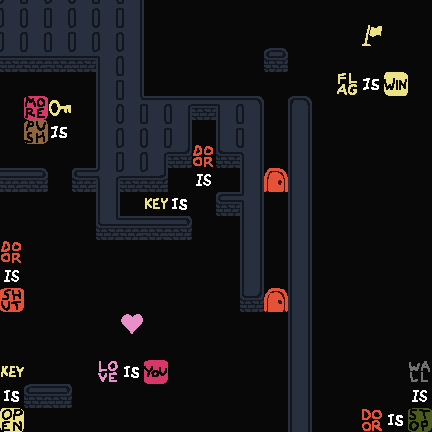 FLAG IS WIN
MORE
PUSH IS
DOOR
IS
KEY IS
DOOR
IS
SHUT
LOVE IS YOU
KEY
IS
OPEN
WALL
IS
DOOR IS STOP